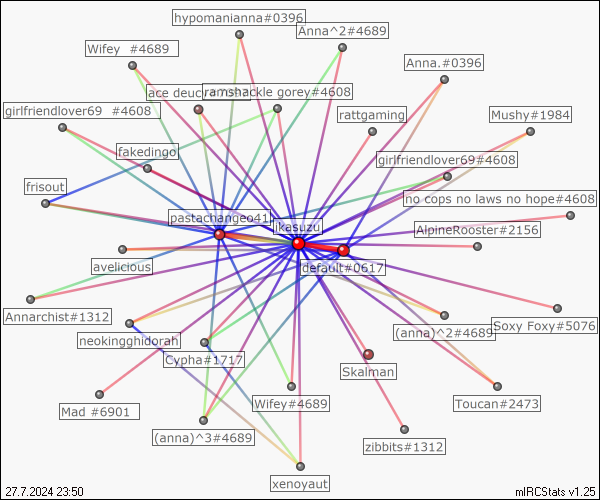 hypomanianna#0396
Anna^2#4689
Wifey #4689
Anna.#0396
ramshackle gorey#4608
ace deucy
girlfriendlover69 #4608
rattgaming
Mushy#1984
fakedingo
girlfriendlover69#4608
frisout
no cops no laws no hope#4608
pastachangeo41
ikasuzu
AlpineRooster#2156
avelicious
default#0617
Annarchist#1312
neokingghidorah
(anna)^2#4689
Soxy Foxy#5076
Cypha#1717
Skalman
Mad #6901
Wifey#4689
Toucan#2473
(anna)^3#4689
zibbits#1312
xenoyaut
27.7.2024 23:50
mIRCStats v1.25